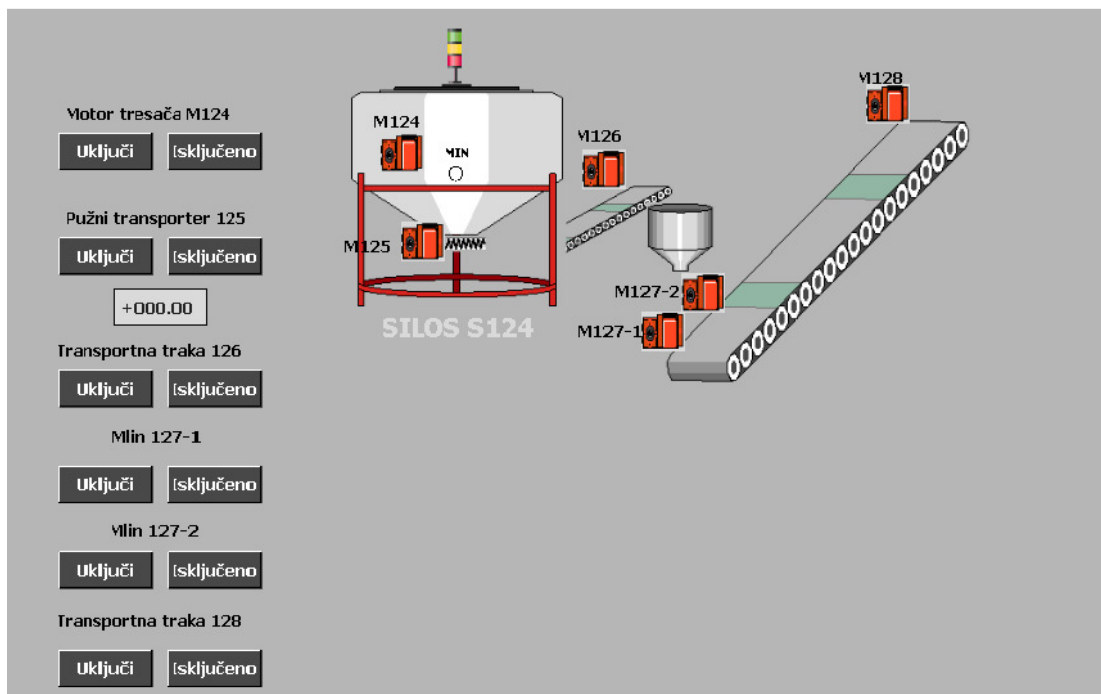 Motor tresača M124
Uključi Isključeno
Pužni transporter 125
Uključi Isključeno
+000.00
Transportna traka 126
Uključi Isključeno
Mlin 127-1
Uključi Isključeno
Mlin 127-2
Uključi Isključeno
Transportna traka 128
Uključi Isključeno
M124
MIN
M125
SILOS S124
M126
M127-2
M127-1
M128